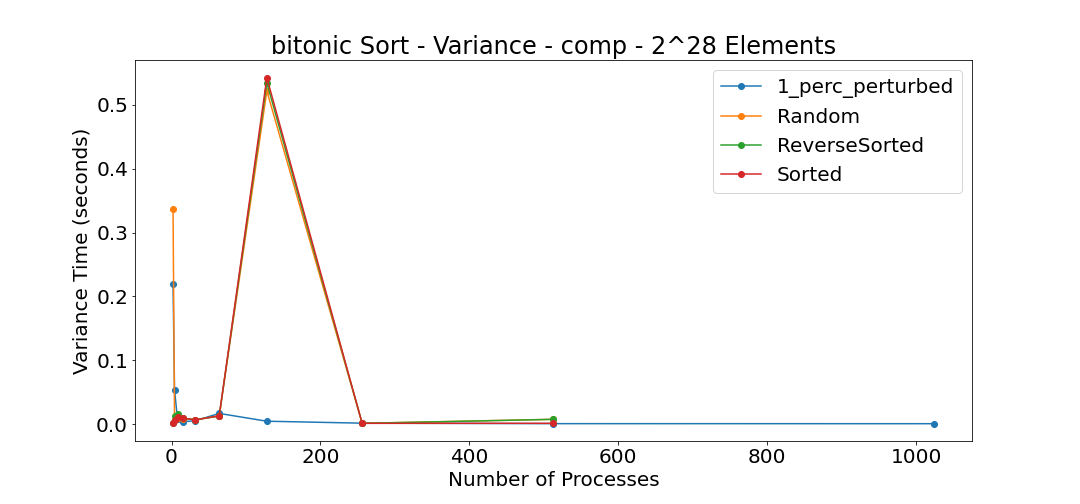 bitonic Sort - Variance - comp - 2^28 Elements
1_perc_perturbed
Random
ReverseSorted
Sorted
Variance Time (seconds)
0.5
0.4
0.3
0.2
0.1
0.0
0 200 400 600 800 1000
Number of Processes